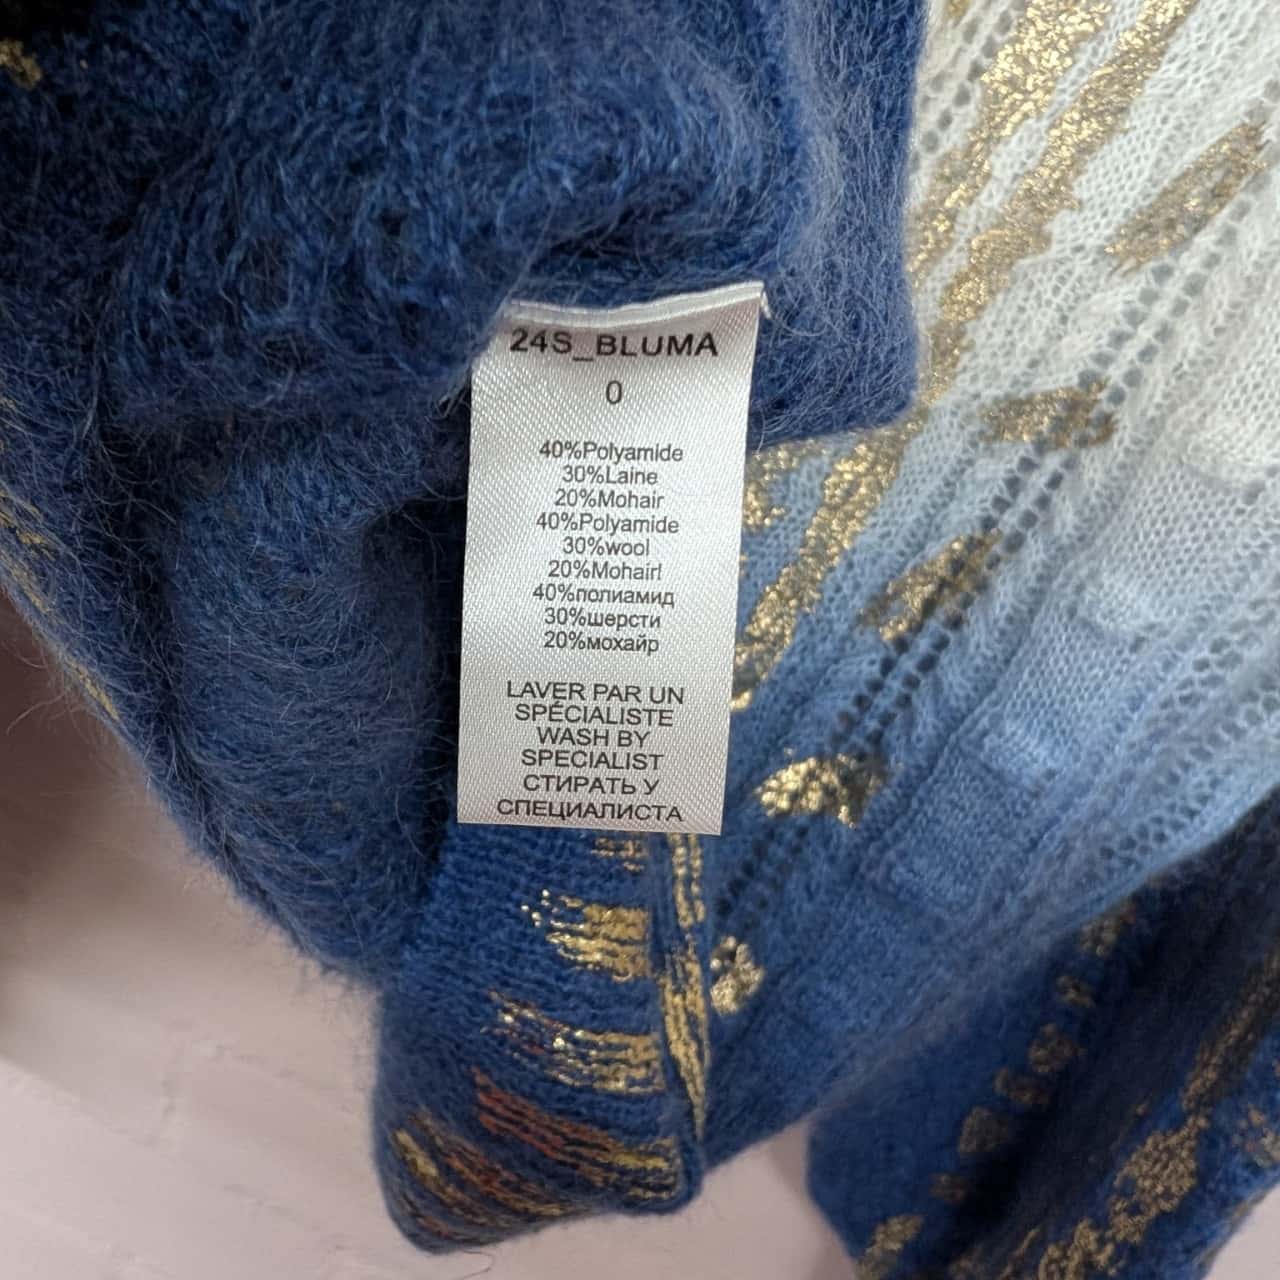 24S_BLUMA
0
40%Polyamide
30%Laine
20%Mohair
40%Polyamide
30%wool
20%Mohairl
40%полиамид
30%шерсти
20%мохайр
LAVER PAR UN
SPÉCIALISTE
WASH BY
SPECIALIST
СТИРАТЬ У
СПЕЦИАЛИСТА